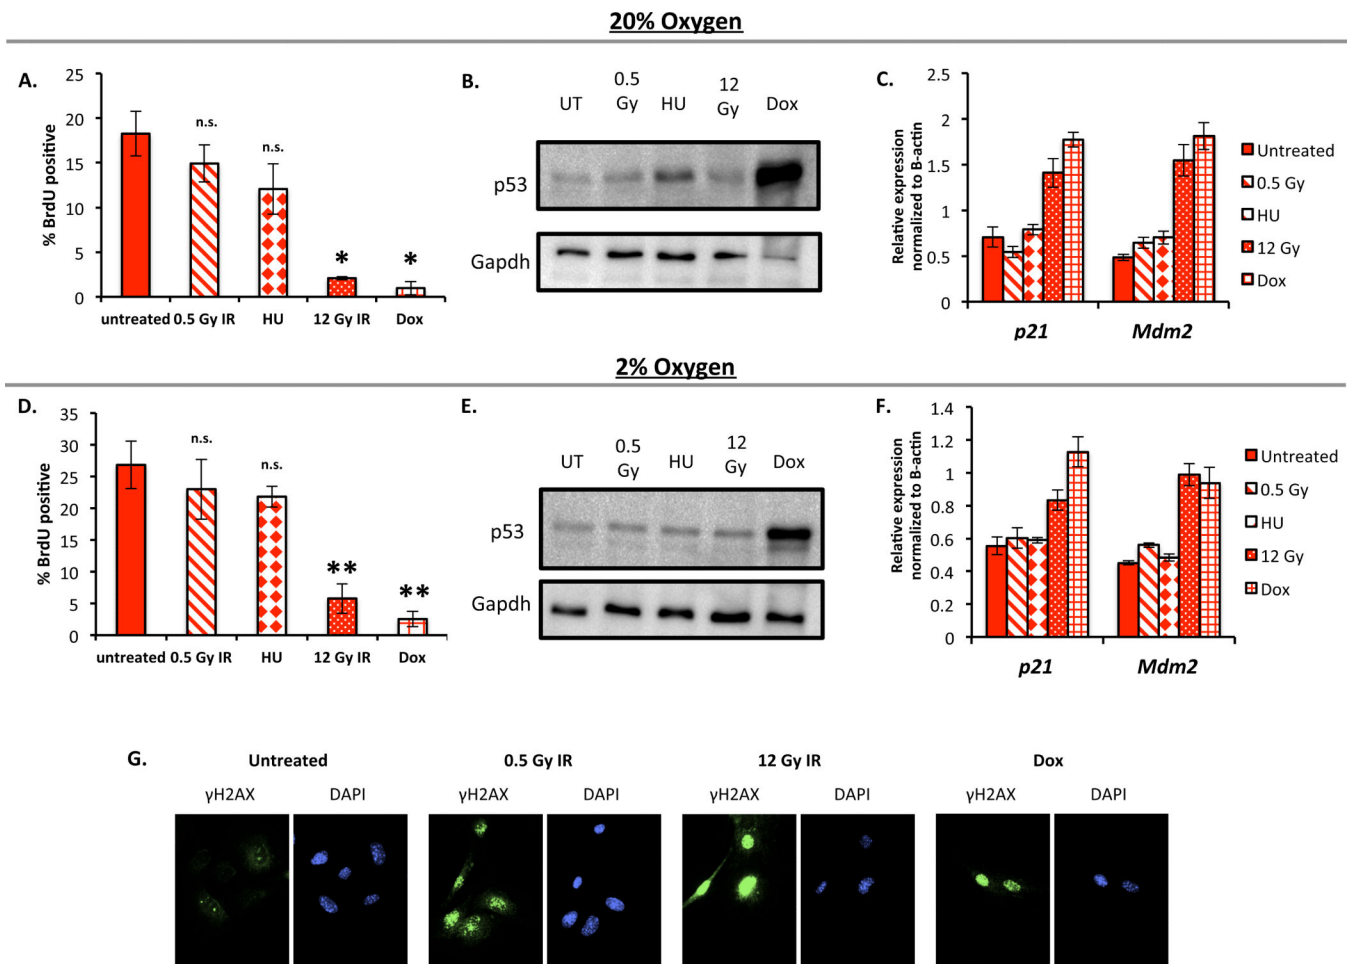 20% Oxygen
A.
25
20
15
10
5
0
% BrdU positive
n.s.
n.s.
*
*
untreated 0.5 Gy IR HU 12 Gy IR Dox
B.
UT 0.5 Gy HU 12 Gy Dox
p53
Gapdh
C.
2.5
2
1.5
1
0.5
0
Relative expression
normalized to B-actin
p21 Mdm2
Untreated
0.5 Gy
HU
12 Gy
Dox
2% Oxygen
D.
35
30
25
20
15
10
5
0
% BrdU positive
n.s.
n.s.
**
**
untreated 0.5 Gy IR HU 12 Gy IR Dox
E.
UT 0.5 Gy HU 12 Gy Dox
p53
Gapdh
F.
1.4
1.2
1
0.8
0.6
0.4
0.2
0
Relative expression
normalized to B-actin
p21 Mdm2
Untreated
0.5 Gy
HU
12 Gy
Dox
G.
Untreated 0.5 Gy IR 12 Gy IR Dox
γH2AX DAPI γH2AX DAPI γH2AX DAPI γH2AX DAPI